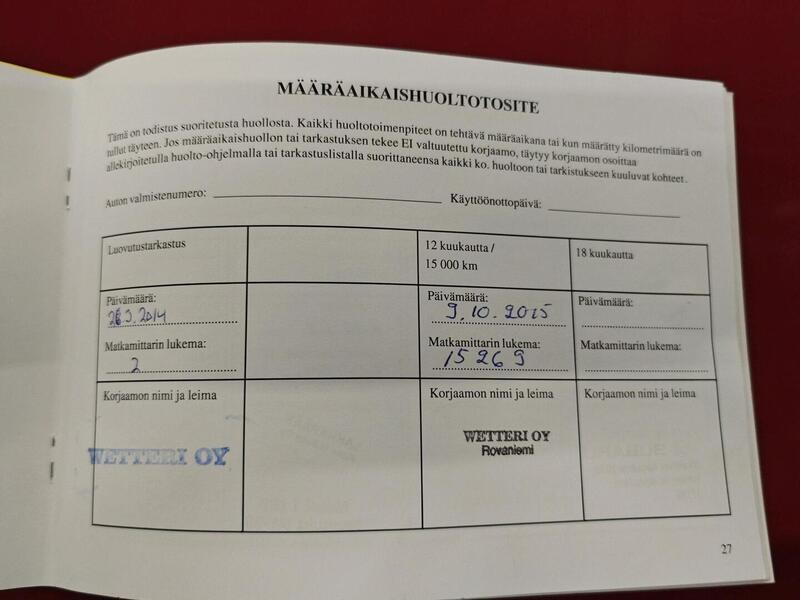 MÄÄRÄAIKAISHUOLTOTOSITE
Tämä on todistus suoritetusta huollosta. Kaikki huoltotoimenpiteet on tehtävä määräaikana tai kun määrätty kilometrimäärä on
tullut täyteen. Jos määräaikaishuollon tai tarkastuksen tekee EI valtuutettu korjaamo, täytyy korjaamon osoittaa
allekirjoitetulla huolto-ohjelmalla tai tarkastuslistalla suorittaneensa kaikki ko. huoltoon tai tarkistukseen kuuluvat kohteet.
Auton valmistenumero: Käyttöönottopäivä:
Luovutustarkastus
Päivämäärä:
Matkamittarin lukema:
2
Korjaamon nimi ja leima
WETTERI OY
12 kuukautta /
15 000 km
Päivämäärä:
9.10.2015
Matkamittarin lukema:
15269
Korjaamon nimi ja leima
WETTERI OY
Rovaniemi
18 kuukautta
Päivämäärä:
Matkamittarin lukema:
Korjaamon nimi ja leima
27